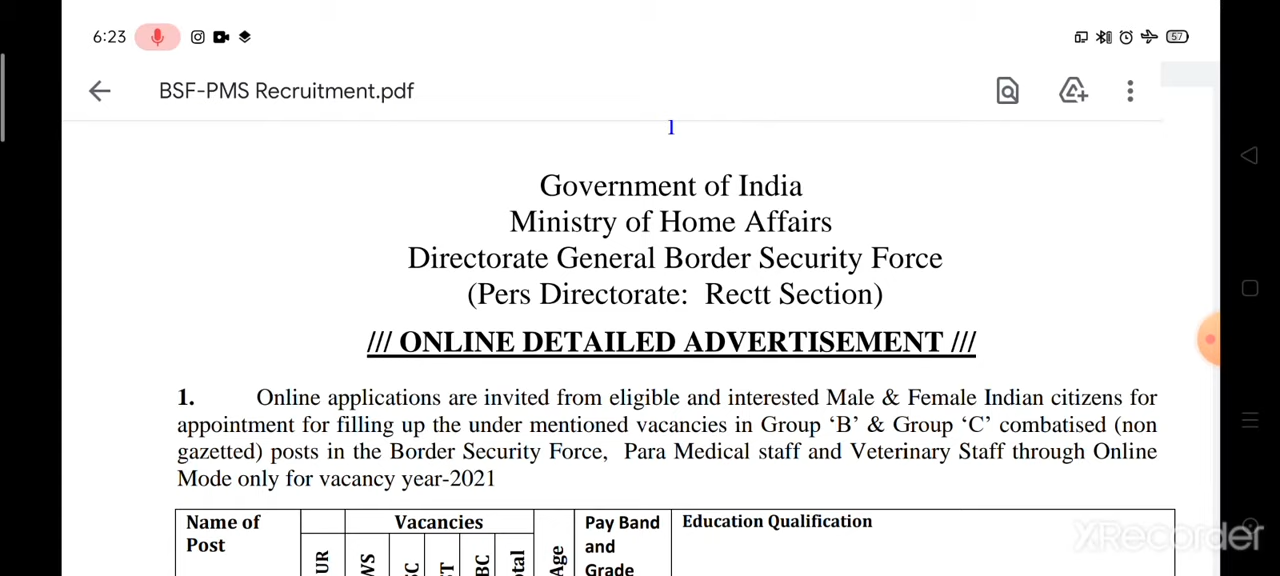 6:23
57
BSF-PMS Recruitment.pdf
1
Government of India
Ministry of Home Affairs
Directorate General Border Security Force
(Pers Directorate: Rectt Section)
/// ONLINE DETAILED ADVERTISEMENT ///
1. Online applications are invited from eligible and interested Male & Female Indian citizens for
appointment for filling up the under mentioned vacancies in Group ‘B’ & Group ‘C’ combatised (non
gazetted) posts in the Border Security Force, Para Medical staff and Veterinary Staff through Online
Mode only for vacancy year-2021
Name of Vacancies Pay Band Education Qualification
Post UR Age and
Grade
XRecorder